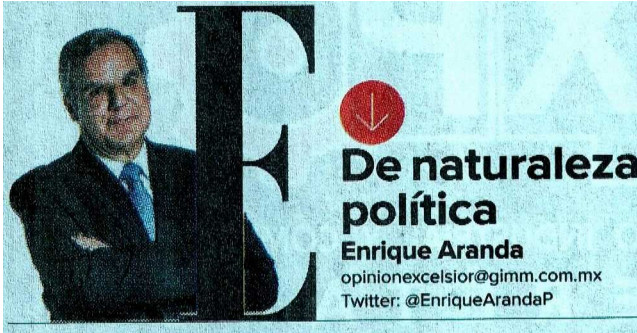 E
De naturaleza
política
Enrique Aranda
opinionexcelsior@gimm.com.mx
Twitter: @EnriqueArandaP